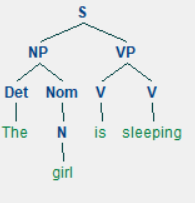 S
NP VP
Det Nom V V
The N is sleeping
girl